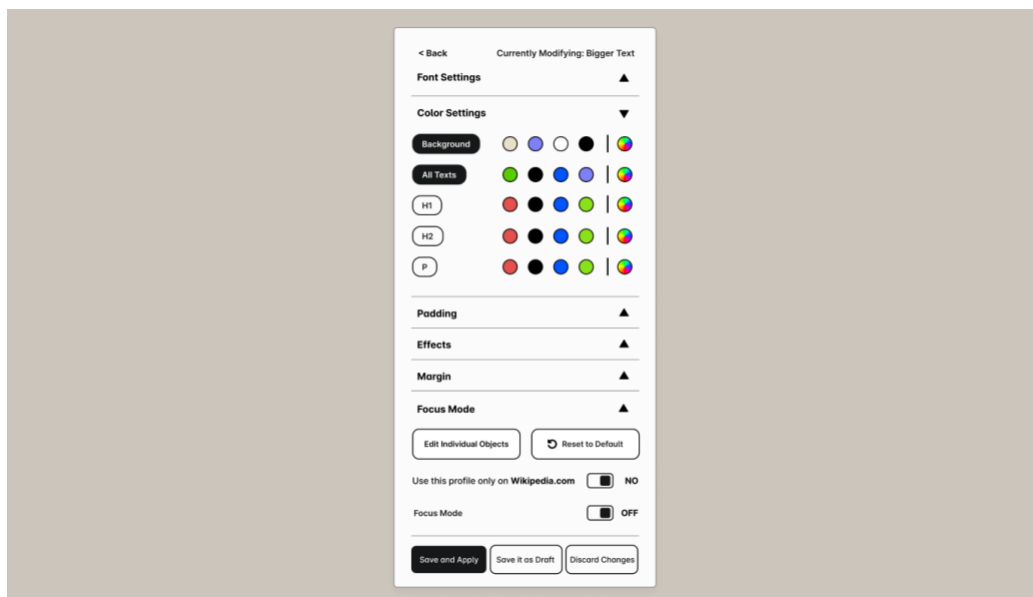 < Back Currently Modifying: Bigger Text
Font Settings
Color Settings
Background
All Texts
H1
H2
P
Padding
Effects
Margin
Focus Mode
Edit Individual Objects Reset to Default
Use this profile only on Wikipedia.com NO
Focus Mode OFF
Save and Apply Save it as Draft Discard Changes